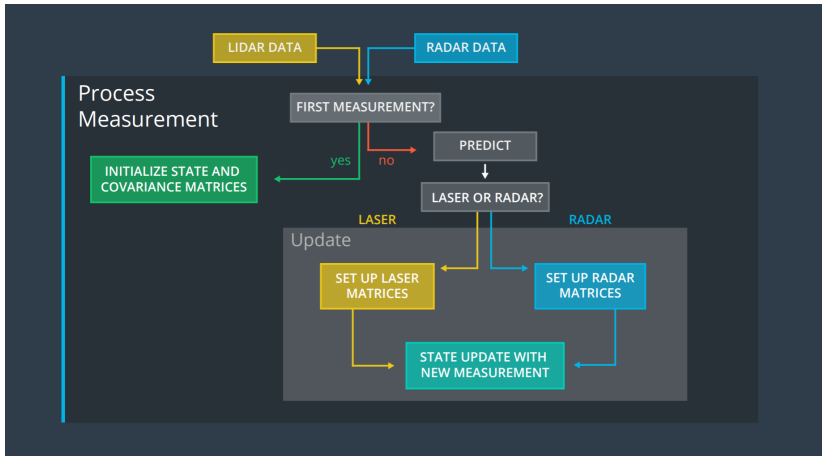 LIDAR DATA
RADAR DATA
Process
Measurement
FIRST MEASUREMENT?
yes
no
PREDICT
INITIALIZE STATE AND
COVARIANCE MATRICES
LASER OR RADAR?
LASER
RADAR
Update
SET UP LASER
MATRICES
SET UP RADAR
MATRICES
STATE UPDATE WITH
NEW MEASUREMENT